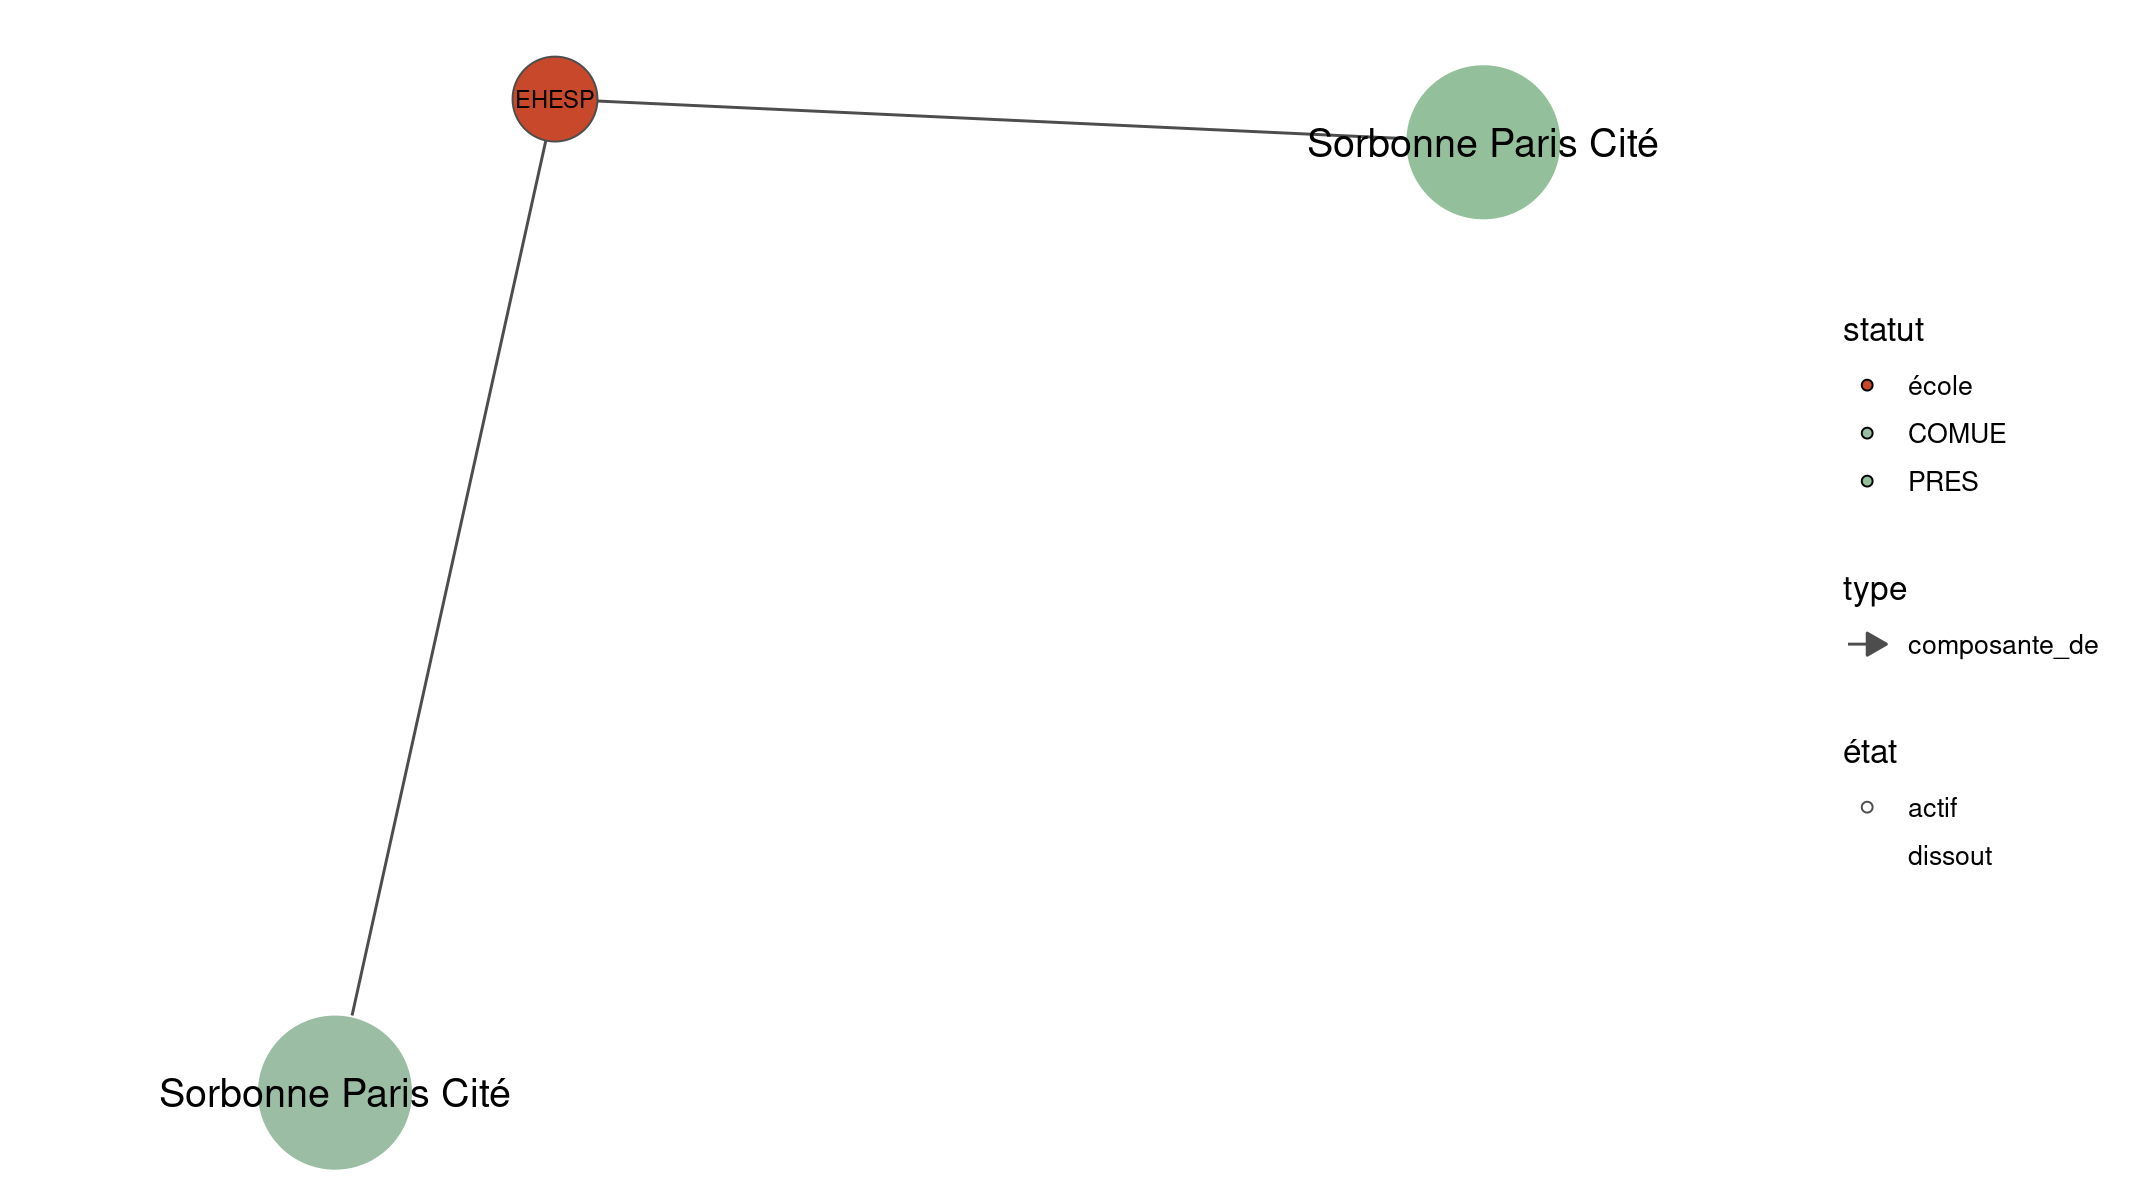 EHESP
Sorbonne Paris Cité
statut
école
COMUE
PRES
type
composante_de
état
actif
dissout
Sorbonne Paris Cité